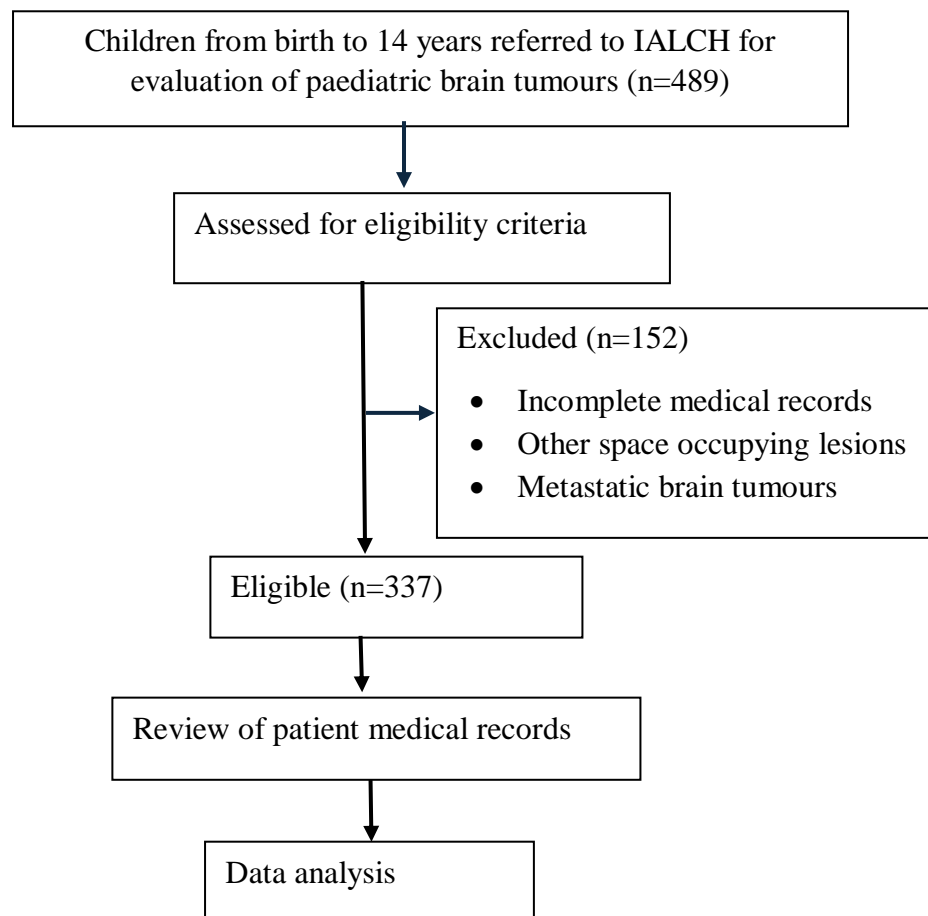 Children from birth to 14 years referred to IALCH for
evaluation of paediatric brain tumours (n=489)
Assessed for eligibility criteria
Excluded (n=152)
• Incomplete medical records
• Other space occupying lesions
• Metastatic brain tumours
Eligible (n=337)
Review of patient medical records
Data analysis